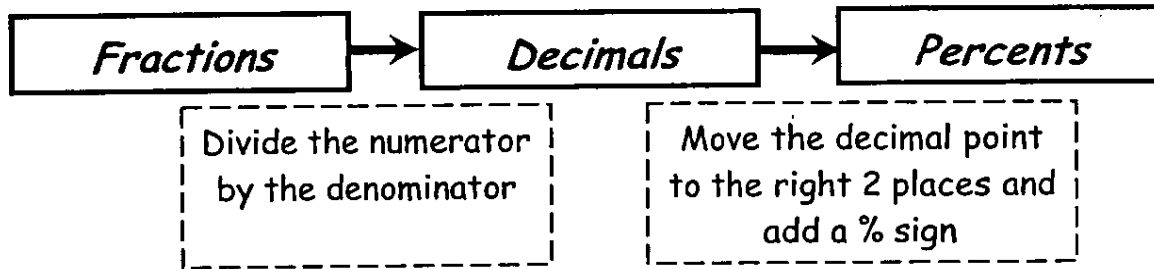 Fractions Decimals Percents
Divide the numerator
by the denominator
Move the decimal point
to the right 2 places and
add a % sign